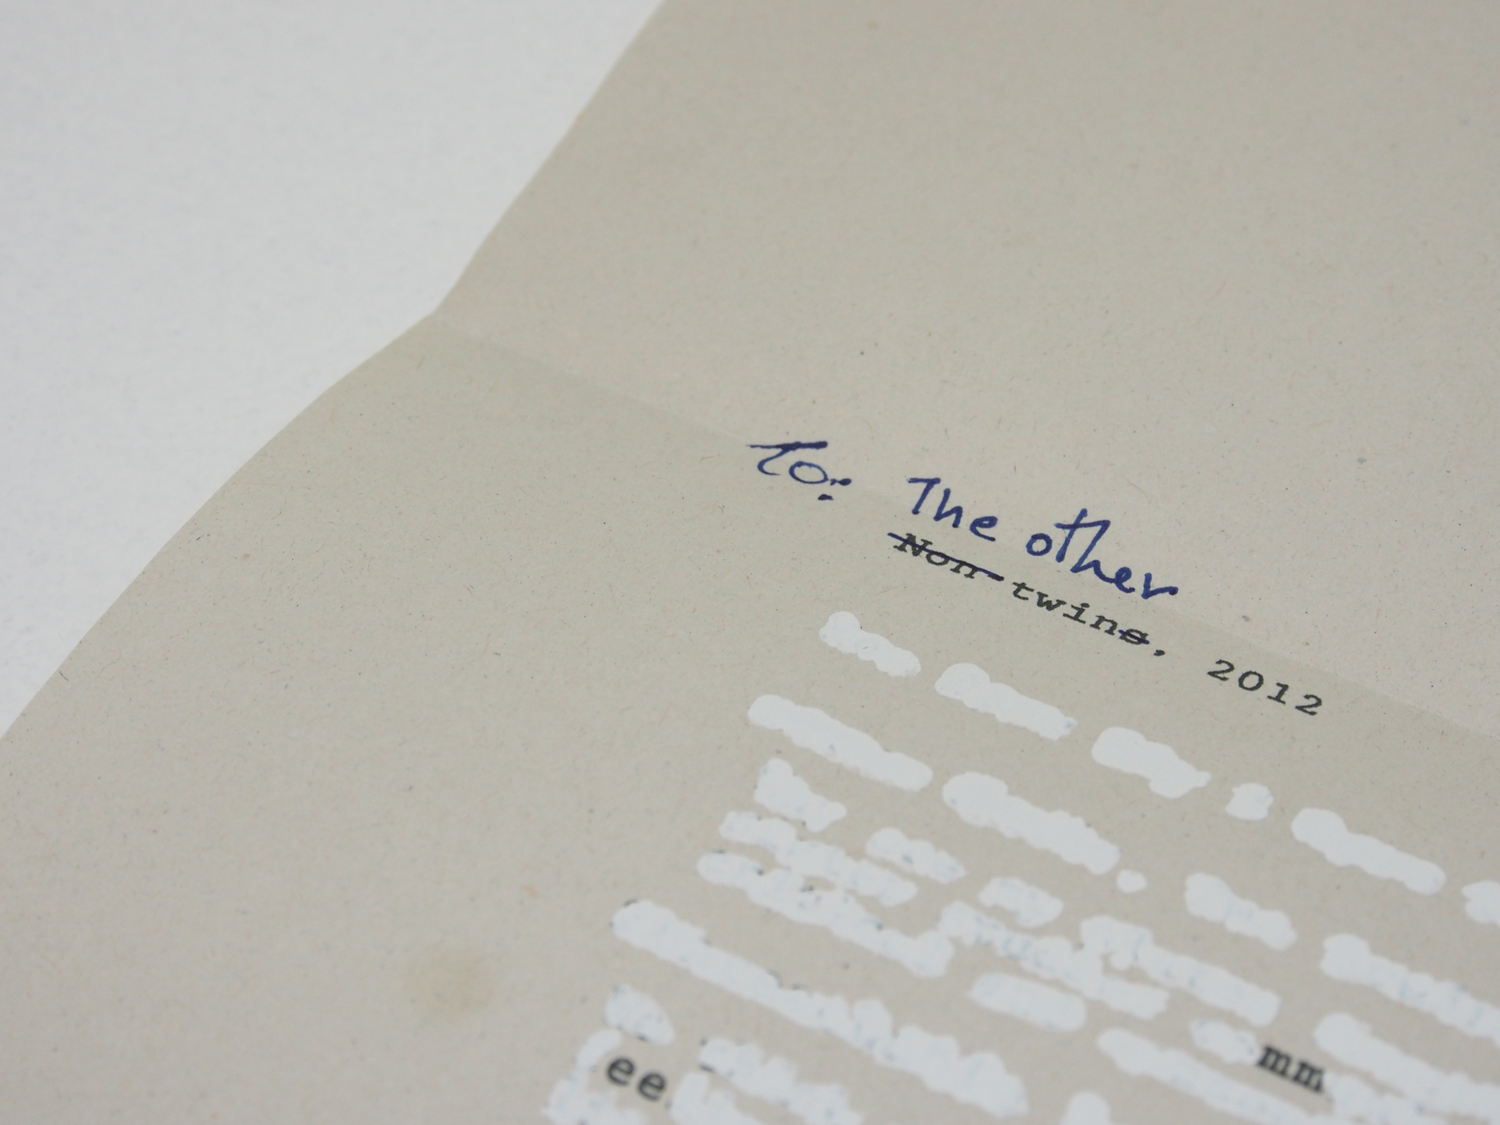 To: The other
Non-twins, 2012
mm
ee